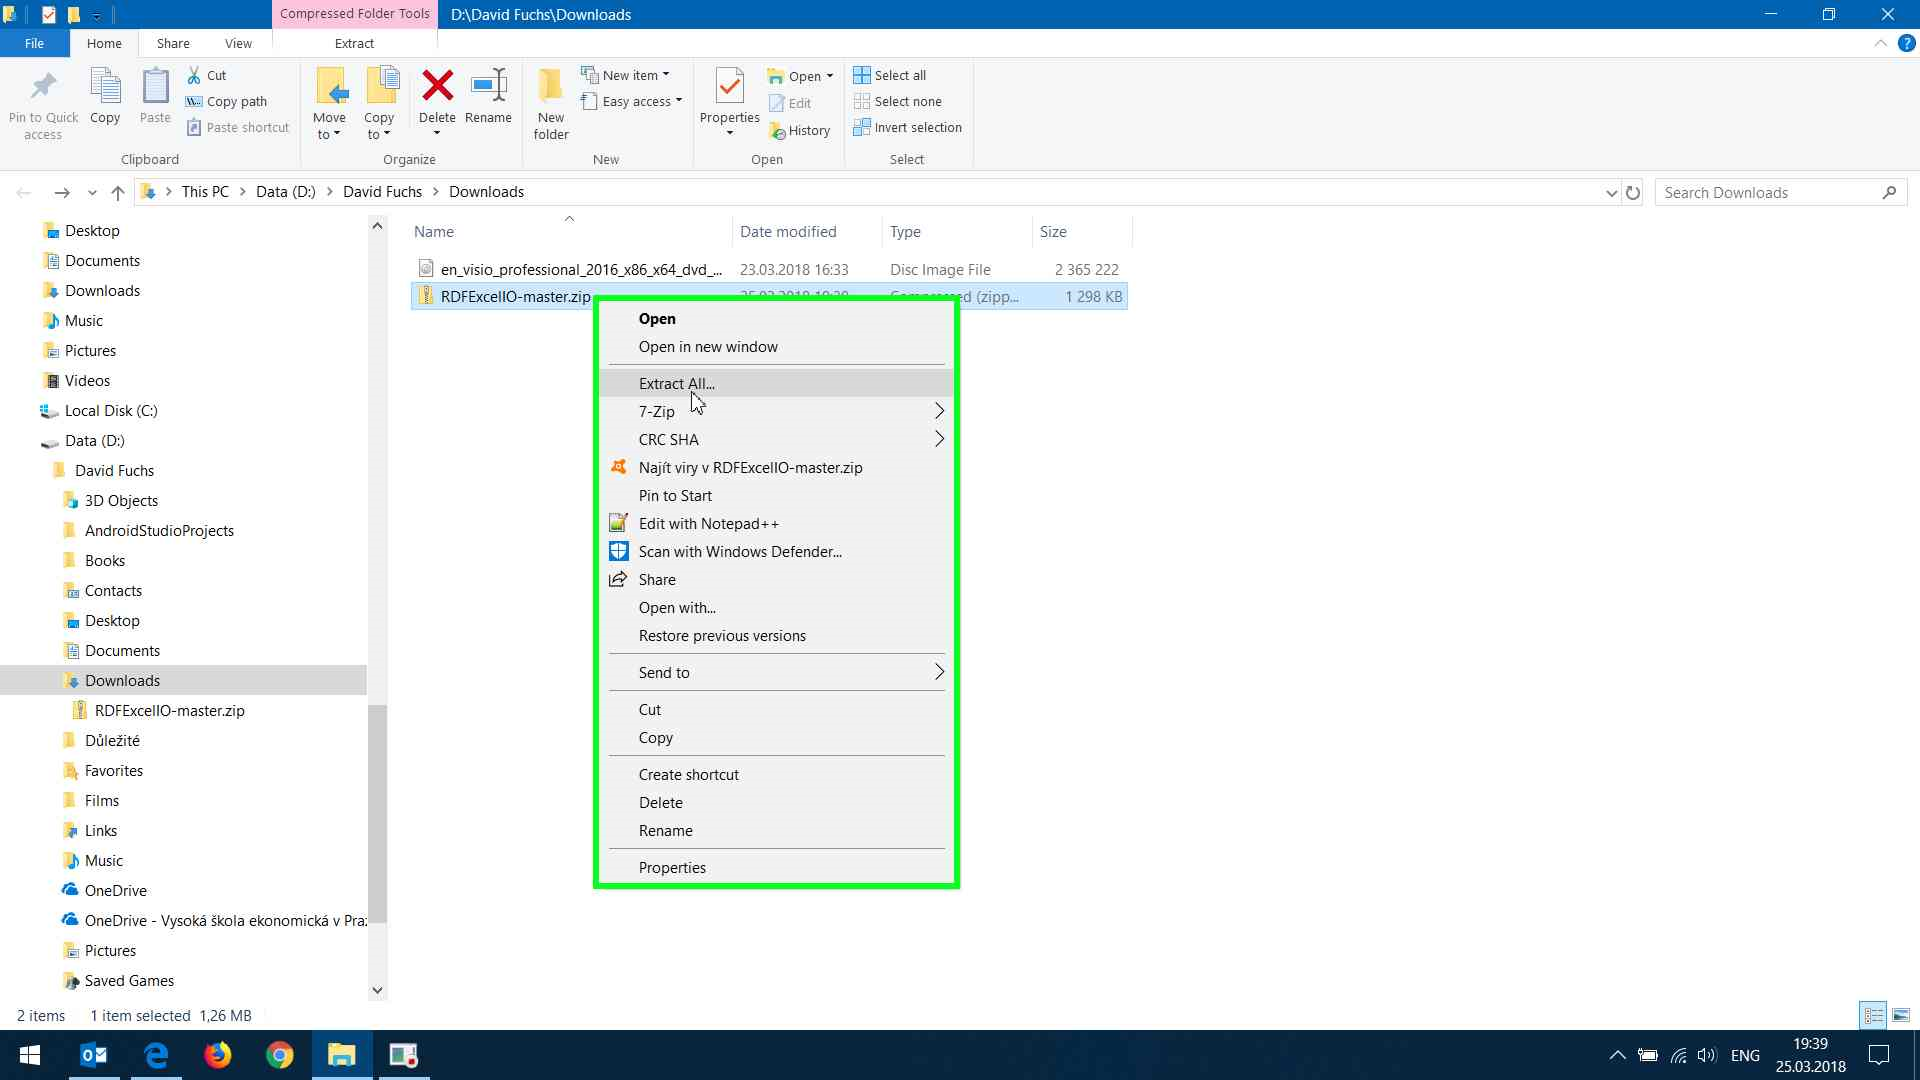 Compressed Folder Tools
D:\David Fuchs\Downloads
File
Home
Share
View
Extract
Pin to Quick access
Copy
Paste
Cut
Copy path
Paste shortcut
Clipboard
Move to
Copy to
Delete
Rename
Organize
New folder
New item
Easy access
New
Properties
Open
Edit
History
Open
Select all
Select none
Invert selection
Select
This PC
Data (D:)
David Fuchs
Downloads
Search Downloads
Desktop
Documents
Downloads
Music
Pictures
Videos
Local Disk (C:)
Data (D:)
David Fuchs
3D Objects
AndroidStudioProjects
Books
Contacts
Desktop
Documents
Downloads
RDFExcelIO-master.zip
Důležité
Favorites
Films
Links
Music
OneDrive
OneDrive - Vysoká škola ekonomická v Pra
Pictures
Saved Games
Name
Date modified
Type
Size
en_visio_professional_2016_x86_x64_dvd_...
23.03.2018 16:33
Disc Image File
2 365 222
RDFExcelIO-master.zip
(zipp...
1 298 KB
Open
Open in new window
Extract All...
7-Zip
CRC SHA
Najít viry v RDFExcelIO-master.zip
Pin to Start
Edit with Notepad++
Scan with Windows Defender...
Share
Open with...
Restore previous versions
Send to
Cut
Copy
Create shortcut
Delete
Rename
Properties
2 items
1 item selected 1,26 MB
ENG
19:39
25.03.2018